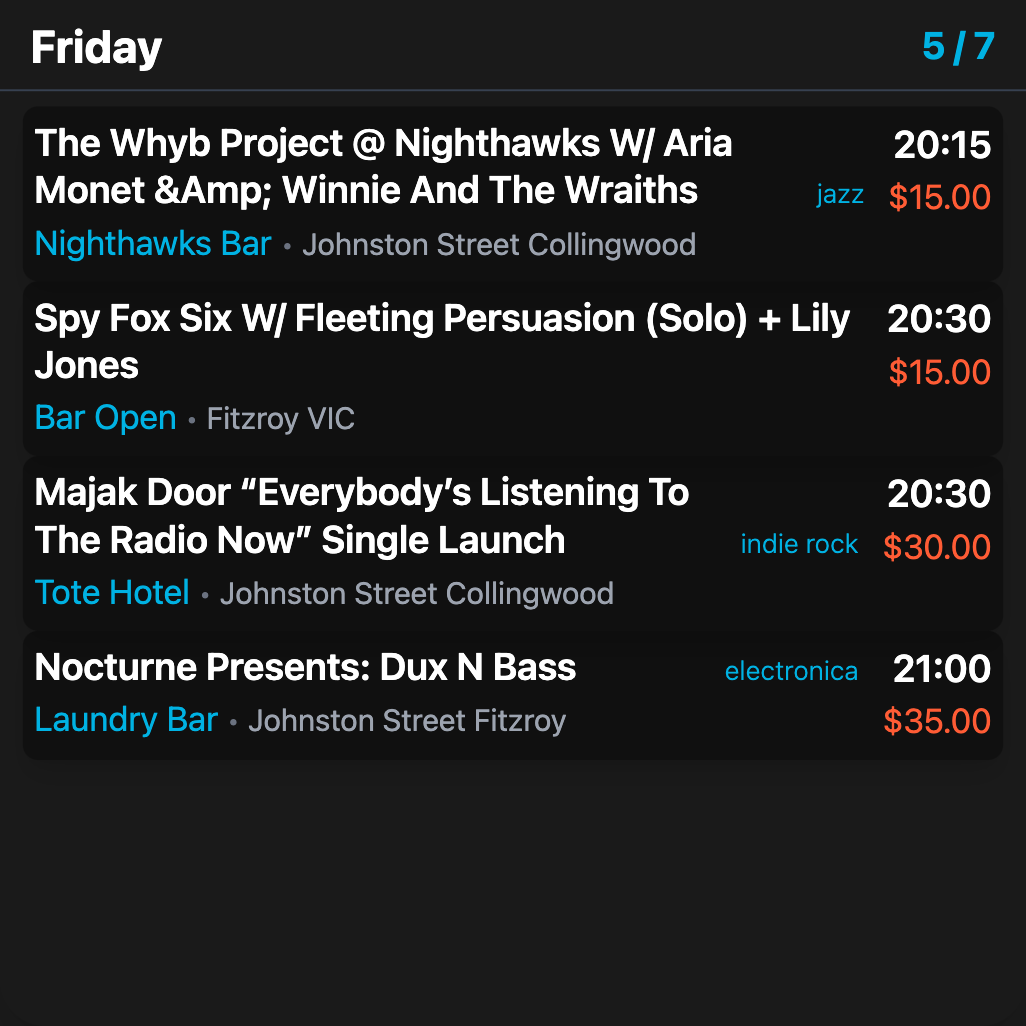 Friday 5 / 7
The Whyb Project @ Nighthawks W/ Aria 20:15
Monet &Amp; Winnie And The Wraiths jazz $15.00
Nighthawks Bar • Johnston Street Collingwood
Spy Fox Six W/ Fleeting Persuasion (Solo) + Lily 20:30
Jones $15.00
Bar Open • Fitzroy VIC
Majak Door “Everybody’s Listening To 20:30
The Radio Now” Single Launch indie rock $30.00
Tote Hotel • Johnston Street Collingwood
Nocturne Presents: Dux N Bass electronica 21:00
Laundry Bar • Johnston Street Fitzroy $35.00